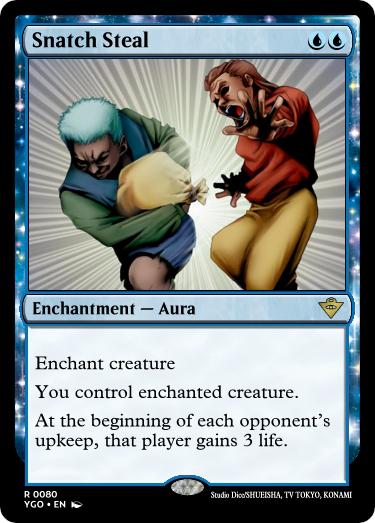 Snatch Steal
Enchantment — Aura
Enchant creature
You control enchanted creature.
At the beginning of each opponent's
upkeep, that player gains 3 life.
R 0080
YGO • EN
Studio Dice/SHUEISHA, TV TOKYO, KONAMI